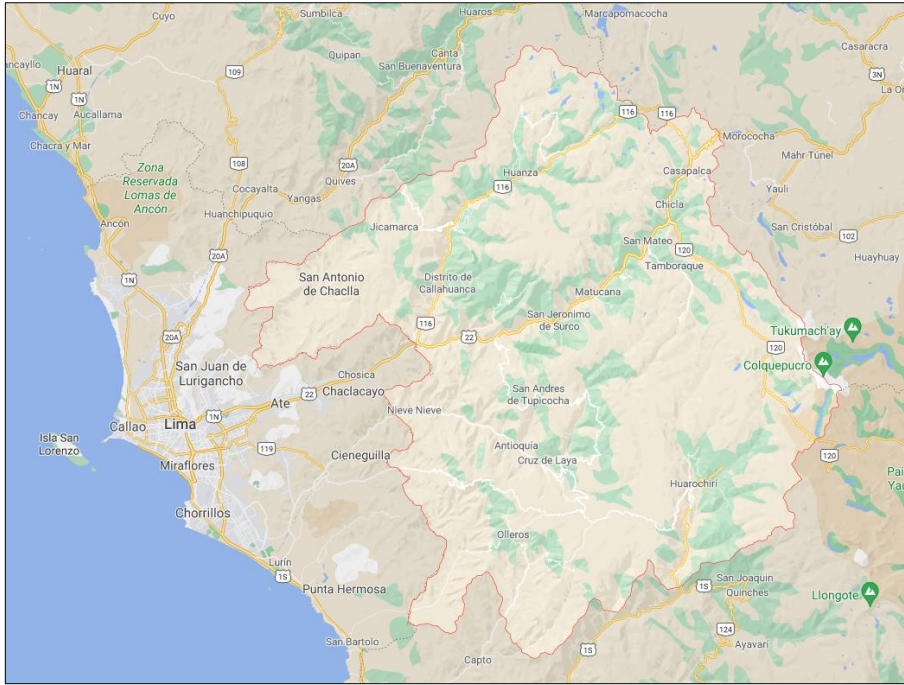 Cuyo
Sumbilca
Huaros
Marcapomacocha
Quipan
Canta
San Buenaventura
Casaracra
ancayllo
Huaral
1N
109
3N
La Or
Chancay
1N
Aucallama
116
116
Chacra y Mar
Morococha
Mahr Tunel
Zona
Reservada
Lomas de
Ancón
108
20A
Quives
Huanza
116
Casapalca
Yauli
Cocayalta
Yangas
Huanchipuquio
Chicla
Ancón
Jicamarca
San Cristóbal
102
20A
San Mateo
120
Huayhuay
Tamboraque
1N
San Antonio
de Chaclla
Distrito de
Callahuanca
Matucana
San Jeronimo
de Surco
116
22
Tukumach'ay
20A
120
Colquepucro
San Juan de
Lurigancho
Chosica
Chaclacayo
22
San Andres
de Tupicocha
Ate
Nieve Nieve
1N
Callao
Lima
Isla San
Lorenzo
119
Antioquía
Cruz de Laya
Cieneguilla
120
Miraflores
Pai
Yau
Huarochirí
Chorrillos
Olleros
Lurín
1S
San Joaquin
1S
Quinches
Punta Hermosa
Llongote
124
San Bartolo
Ayavari
1S
Capto